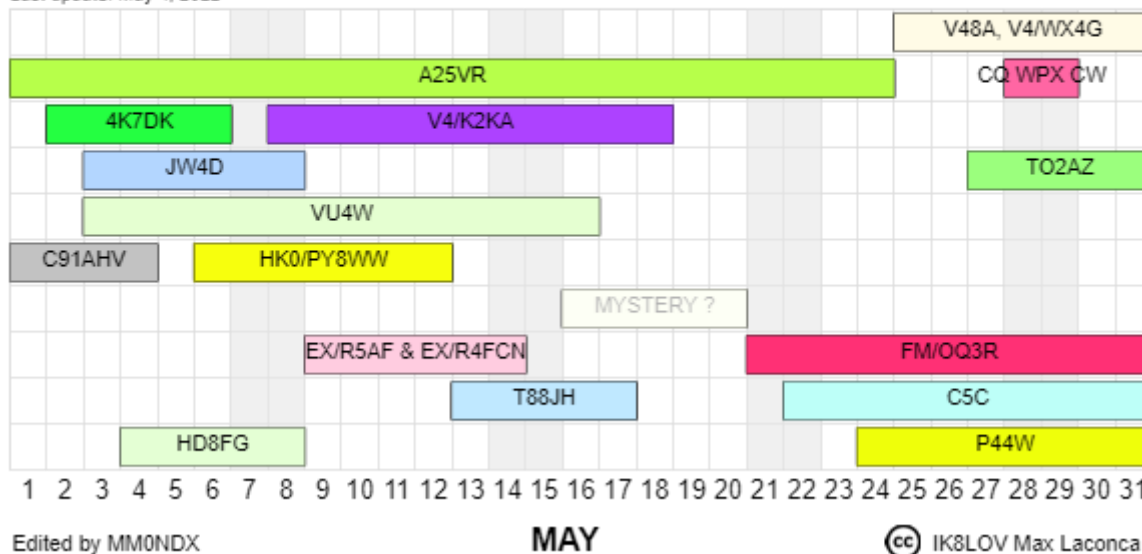 V48A, V4/WX4G
A25VR
CQ WPX CW
4K7DK
V4/K2KA
JW4D
TO2AZ
VU4W
C91AHV
HK0/PY8WW
MYSTERY ?
EX/R5AF & EX/R4FCN
FM/OQ3R
T88JH
C5C
HD8FG
P44W
1 2 3 4 5 6 7 8 9 10 11 12 13 14 15 16 17 18 19 20 21 22 23 24 25 26 27 28 29 30 31
Edited by MM0NDX
MAY
cc IK8LOV Max Laconca